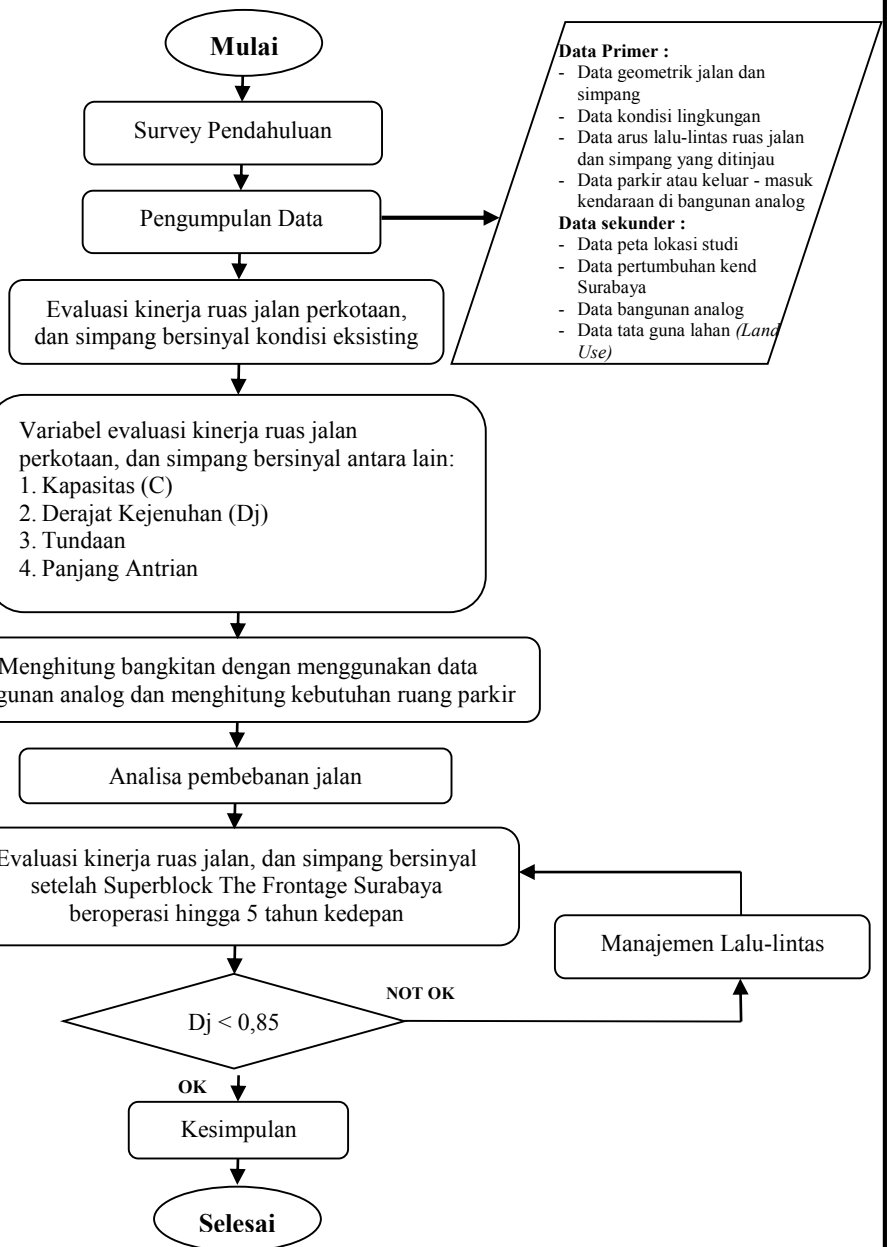 Mulai
Survey Pendahuluan
Pengumpulan Data
Data Primer :
- Data geometrik jalan dan
simpang
- Data kondisi lingkungan
- Data arus lalu-lintas ruas jalan
dan simpang yang ditinjau
- Data parkir atau keluar - masuk
kendaraan di bangunan analog
Data sekunder :
- Data peta lokasi studi
- Data pertumbuhan kend
Surabaya
- Data bangunan analog
- Data tata guna lahan (Land
Use)
Evaluasi kinerja ruas jalan perkotaan,
dan simpang bersinyal kondisi eksisting
Variabel evaluasi kinerja ruas jalan
perkotaan, dan simpang bersinyal antara lain:
1. Kapasitas (C)
2. Derajat Kejenuhan (Dj)
3. Tundaan
4. Panjang Antrian
Menghitung bangkitan dengan menggunakan data
gunan analog dan menghitung kebutuhan ruang parkir
Analisa pembebanan jalan
Evaluasi kinerja ruas jalan, dan simpang bersinyal
setelah Superblock The Frontage Surabaya
beroperasi hingga 5 tahun kedepan
Manajemen Lalu-lintas
NOT OK
Dj < 0,85
OK
Kesimpulan
Selesai